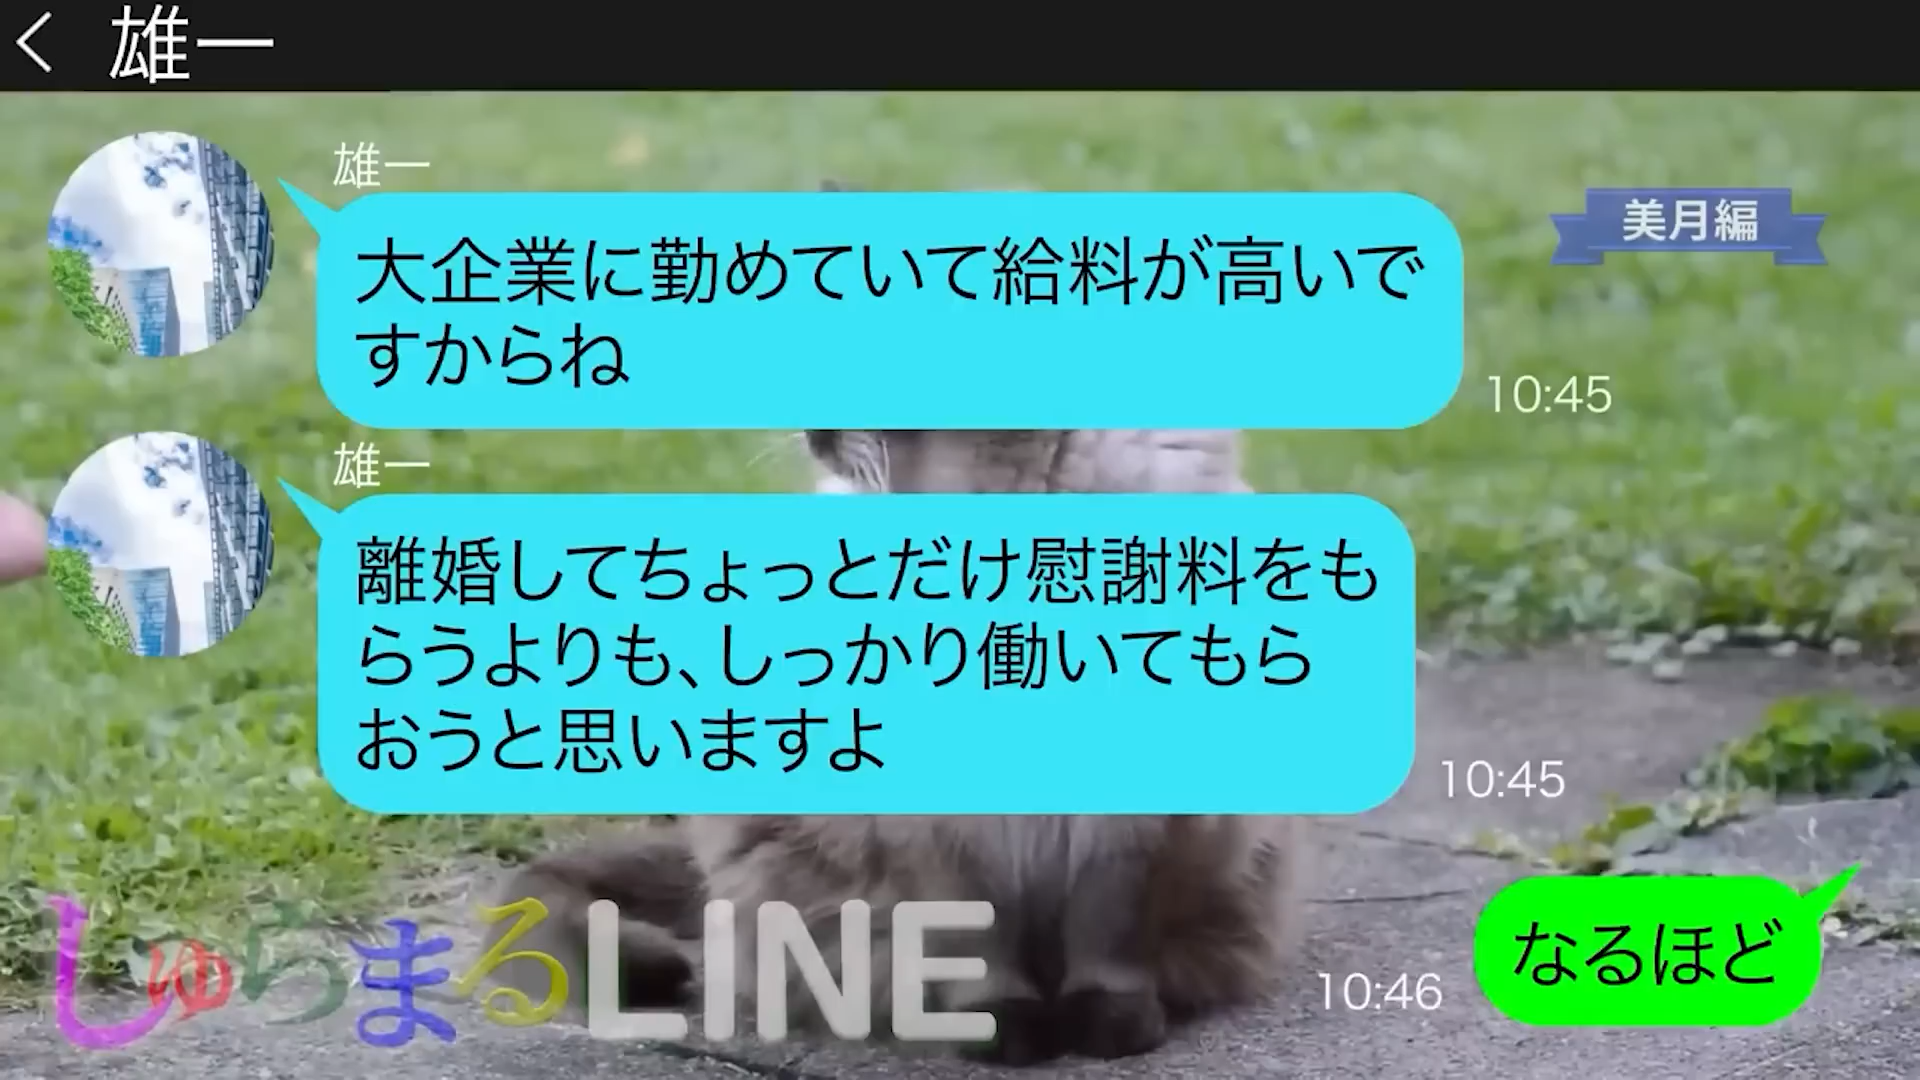 雄一
雄一
美月編
大企業に勤めていて給料が高いで
すからね
10:45
雄一
離婚してちょっとだけ慰謝料をも
らうよりも、しっかり働いてもら
おうと思いますよ
10:45
なるほど
10:46
しゅらまるLINE